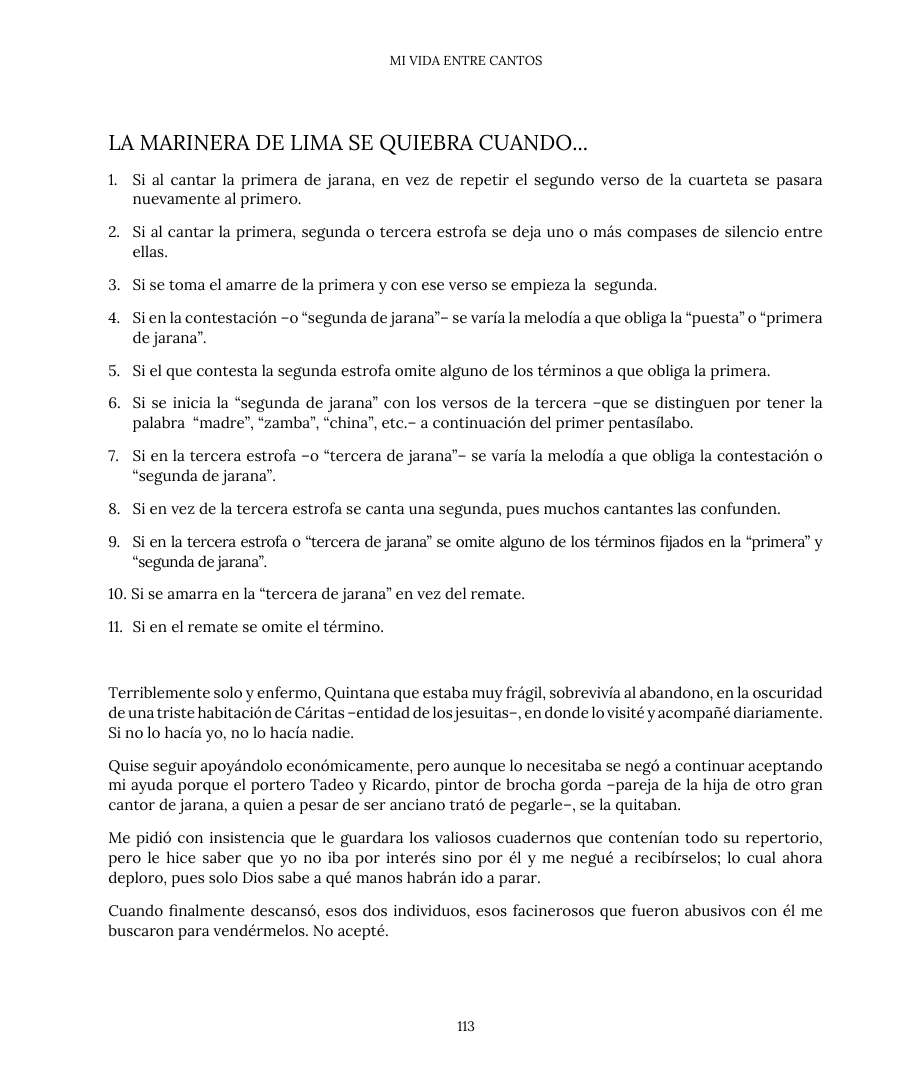 MI VIDA ENTRE CANTOS
LA MARINERA DE LIMA SE QUIEBRA CUANDO...
1. Si al cantar la primera de jarana, en vez de repetir el segundo verso de la cuarteta se pasara
nuevamente al primero.
2. Si al cantar la primera, segunda o tercera estrofa se deja uno o más compases de silencio entre
ellas.
3. Si se toma el amarre de la primera y con ese verso se empieza la segunda.
4. Si en la contestación –o “segunda de jarana”– se varía la melodía a que obliga la “puesta” o “primera
de jarana”.
5. Si el que contesta la segunda estrofa omite alguno de los términos a que obliga la primera.
6. Si se inicia la “segunda de jarana” con los versos de la tercera –que se distinguen por tener la
palabra “madre”, “zamba”, “china”, etc.– a continuación del primer pentasílabo.
7. Si en la tercera estrofa –o “tercera de jarana”– se varía la melodía a que obliga la contestación o
“segunda de jarana”.
8. Si en vez de la tercera estrofa se canta una segunda, pues muchos cantantes las confunden.
9. Si en la tercera estrofa o “tercera de jarana” se omite alguno de los términos fijados en la “primera” y
“segunda de jarana”.
10. Si se amarra en la “tercera de jarana” en vez del remate.
11. Si en el remate se omite el término.
Terriblemente solo y enfermo, Quintana que estaba muy frágil, sobrevivía al abandono, en la oscuridad
de una triste habitación de Cáritas –entidad de los jesuitas–, en donde lo visité y acompañé diariamente.
Si no lo hacía yo, no lo hacía nadie.
Quise seguir apoyándolo económicamente, pero aunque lo necesitaba se negó a continuar aceptando
mi ayuda porque el portero Tadeo y Ricardo, pintor de brocha gorda –pareja de la hija de otro gran
cantor de jarana, a quien a pesar de ser anciano trató de pegarle–, se la quitaban.
Me pidió con insistencia que le guardara los valiosos cuadernos que contenían todo su repertorio,
pero le hice saber que yo no iba por interés sino por él y me negué a recibírselos; lo cual ahora
deploro, pues solo Dios sabe a qué manos habrán ido a parar.
Cuando finalmente descansó, esos dos individuos, esos facinerosos que fueron abusivos con él me
buscaron para vendérmelos. No acepté.
113